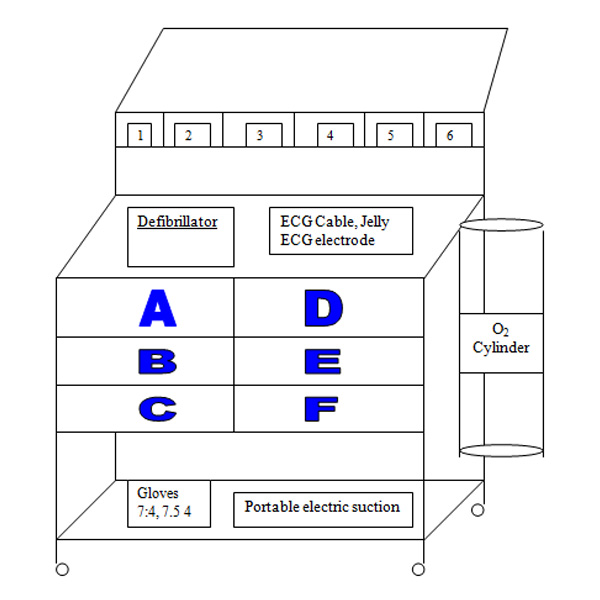 1 2 3 4 5 6
Defibrillator
ECG Cable, Jelly
ECG electrode
A D
B E
C F
O2
Cylinder
Gloves
7:4, 7.5 4
Portable electric suction